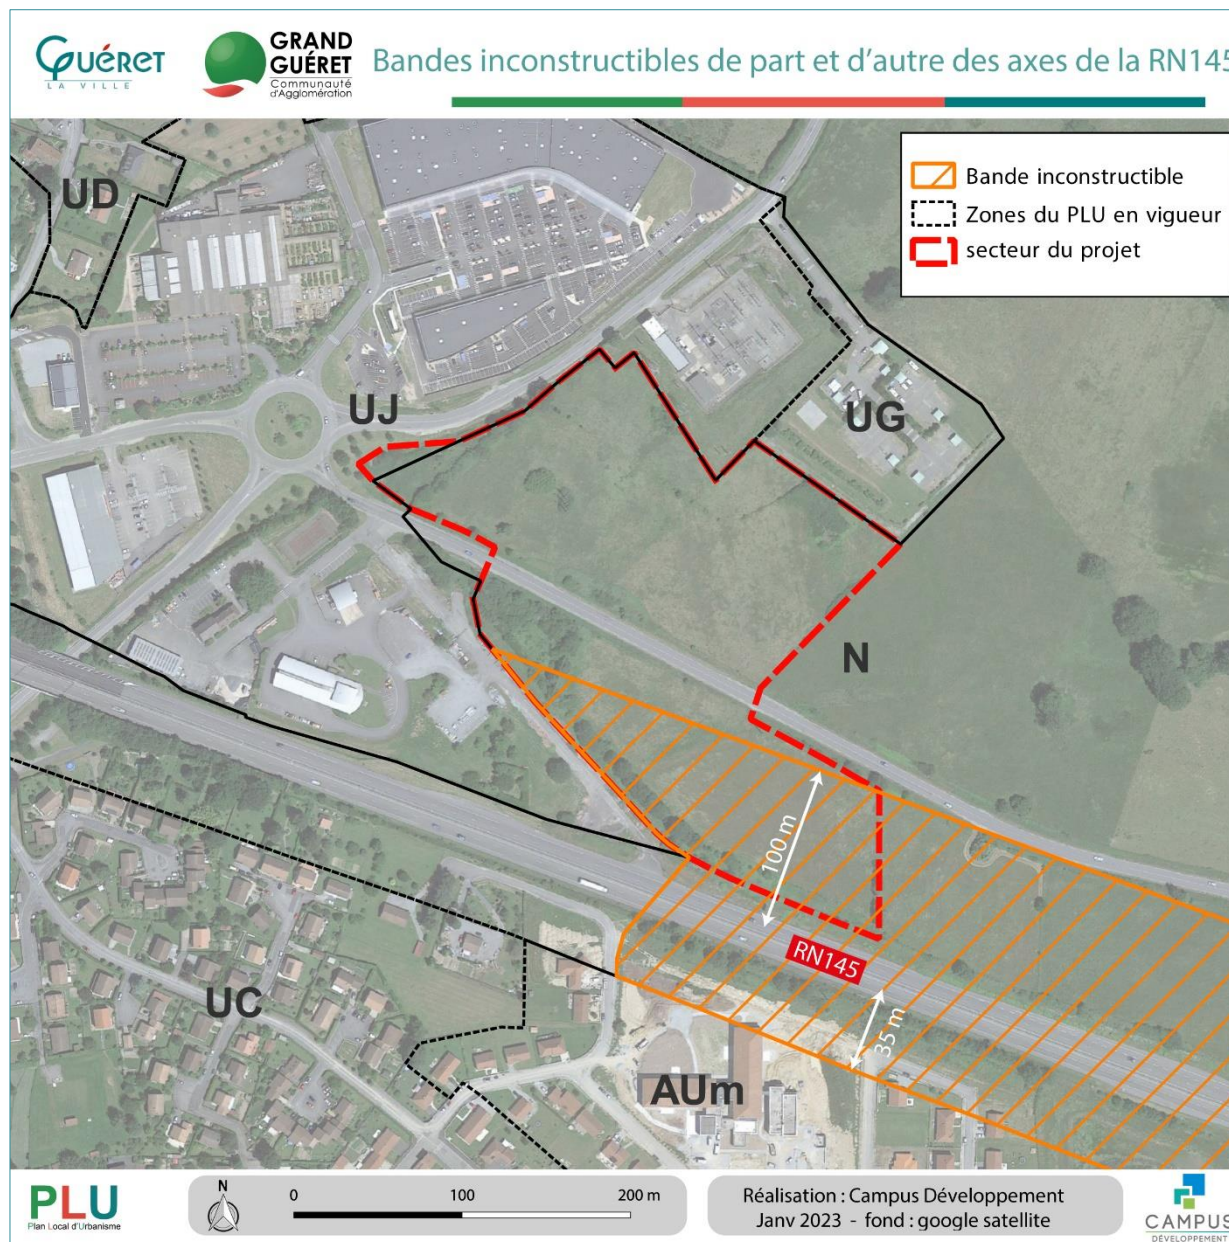 Guéret
LA VILLE
GRAND
GUÉRET
Communauté
d'Agglomération
Bandes inconstructibles de part et d'autre des axes de la RN145
Bande inconstructible
Zones du PLU en vigueur
secteur du projet
UD
UJ
UG
N
100 m
RN145
35 m
UC
AUm
PLU
Plan Local d'Urbanisme
N
0 100 200 m
Réalisation : Campus Développement
Janv 2023 - fond : google satellite
CAMPUS
DÉVELOPPEMENT